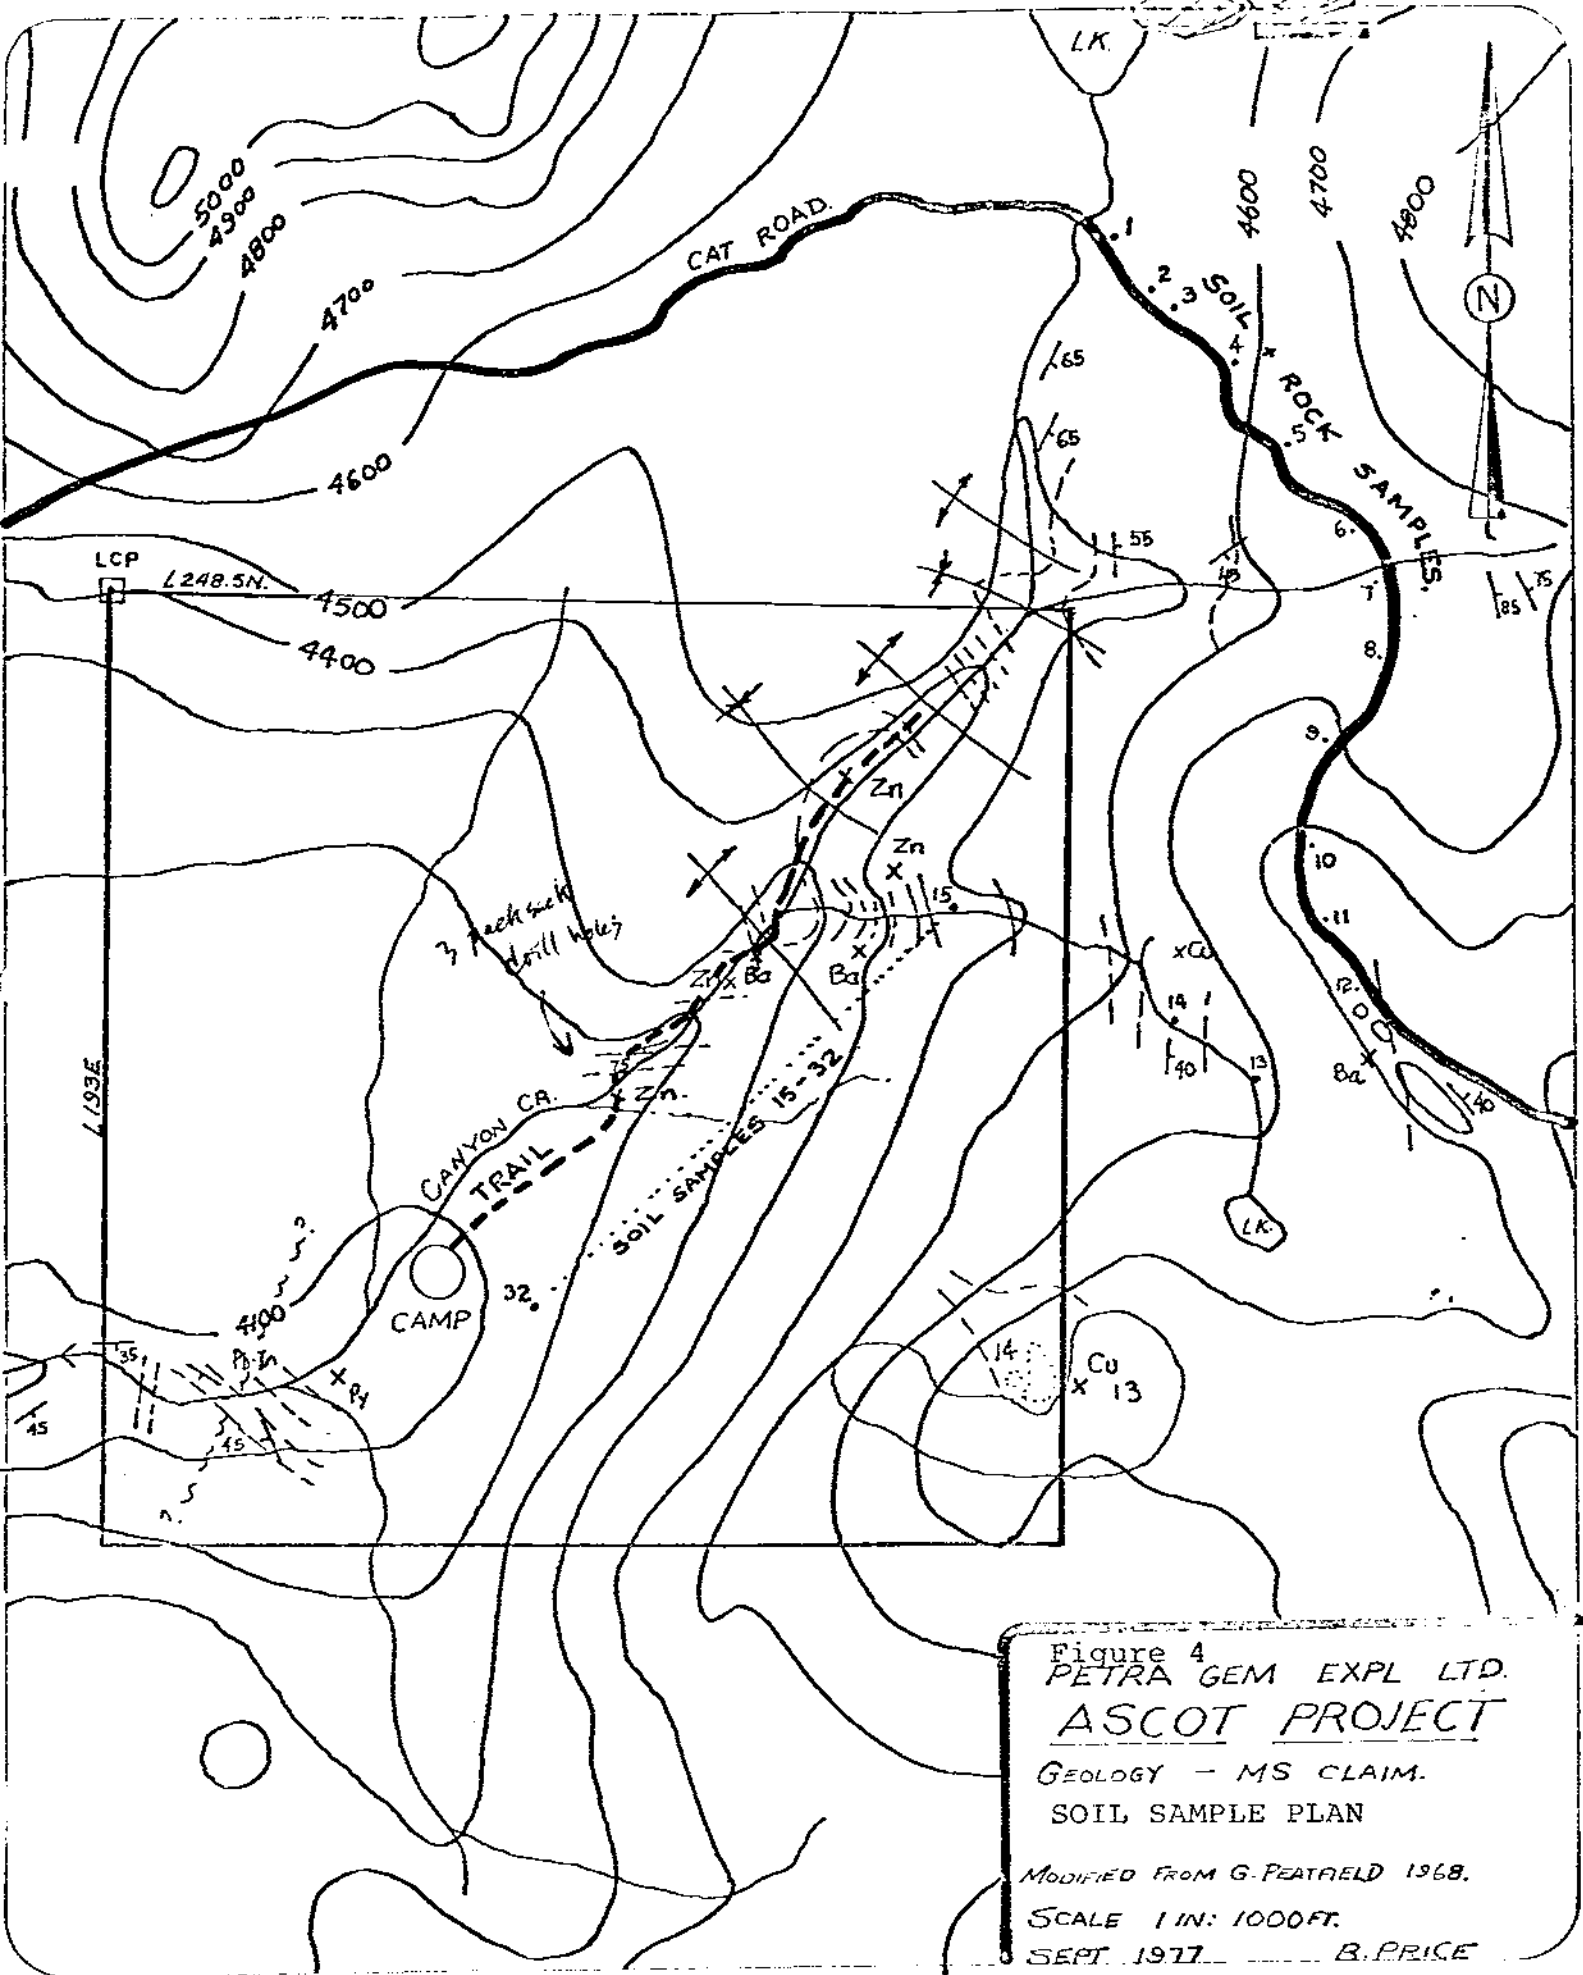 LK.
5000
4900
4800
4700
4600
CAT ROAD.
4600
4700
4800
N
1
2
3
SOIL
4
ROCK
5
SAMPLES.
6.
7.
8.
9.
10
11
12.
65
65
55
45
85
75
LCP
L248.5N.
4500
4400
L193E
Zn
Zn
15.
3 packsack
drill holes
Zn
Ba
Ba
Cu
14
40
13
Ba
40
75
Zn.
CANYON CR.
TRAIL
SOIL SAMPLES 15-32
LK.
32.
CAMP
4100
35
Py
45
45
14
Cu
13
Figure 4
PETRA GEM EXPL LTD.
ASCOT PROJECT
GEOLOGY - MS CLAIM.
SOIL SAMPLE PLAN
MODIFIED FROM G. PEATFIELD 1968.
SCALE 1 IN: 1000 FT.
SEPT 1977 B. PRICE